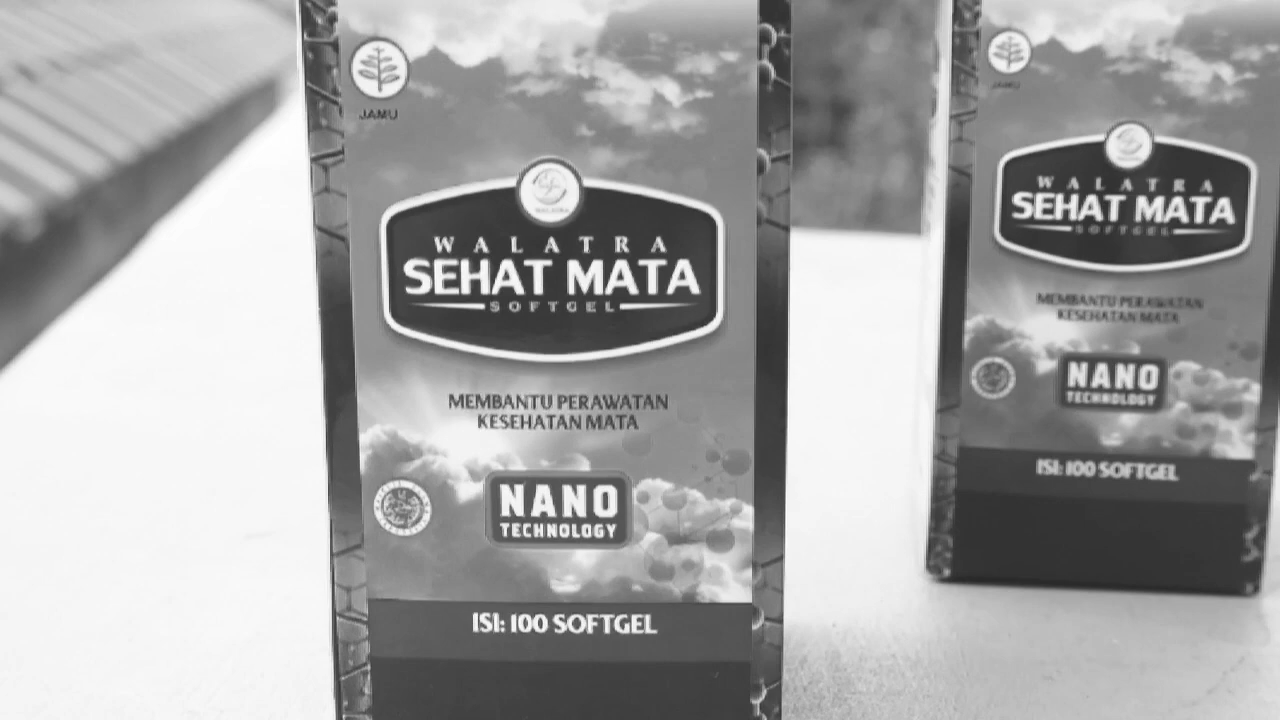 JAMU
WALATRA
SEHAT MATA
SOFTGEL
MEMBANTU PERAWATAN
KESEHATAN MATA
NANO
TECHNOLOGY
ISI: 100 SOFTGEL
JAMU
WALATRA
SEHAT MATA
SOFTGEL
MEMBANTU PERAWATAN
KESEHATAN MATA
NANO
TECHNOLOGY
ISI: 100 SOFTGEL